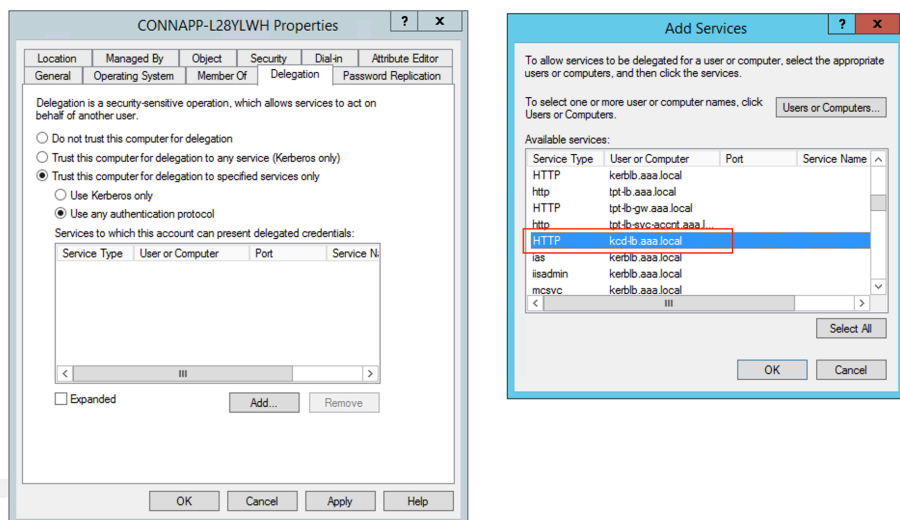 CONNAPP-L28YLWH Properties
? x
Location Managed By Object Security Dial-in Attribute Editor
General Operating System Member Of Delegation Password Replication
Delegation is a security-sensitive operation, which allows services to act on
behalf of another user.
Do not trust this computer for delegation
Trust this computer for delegation to any service (Kerberos only)
Trust this computer for delegation to specified services only
Use Kerberos only
Use any authentication protocol
Services to which this account can present delegated credentials:
Service Type User or Computer Port Service Na
Expanded
Add... Remove
OK Cancel Apply Help
Add Services
? x
To allow services to be delegated for a user or computer, select the appropriate
users or computers, and then click the services.
To select one or more user or computer names, click
Users or Computers.
Users or Computers...
Available services:
Service Type User or Computer Port Service Name
HTTP kerblb.aaa.local
http tpt-lb.aaa.local
HTTP tpt-lb-gw.aaa.local
http tpt-lb-svc-accnt.aaa.l...
HTTP kcd-lb.aaa.local
ias kerblb.aaa.local
iisadmin kerblb.aaa.local
mcsvc kerblb.aaa.local
Select All
OK Cancel